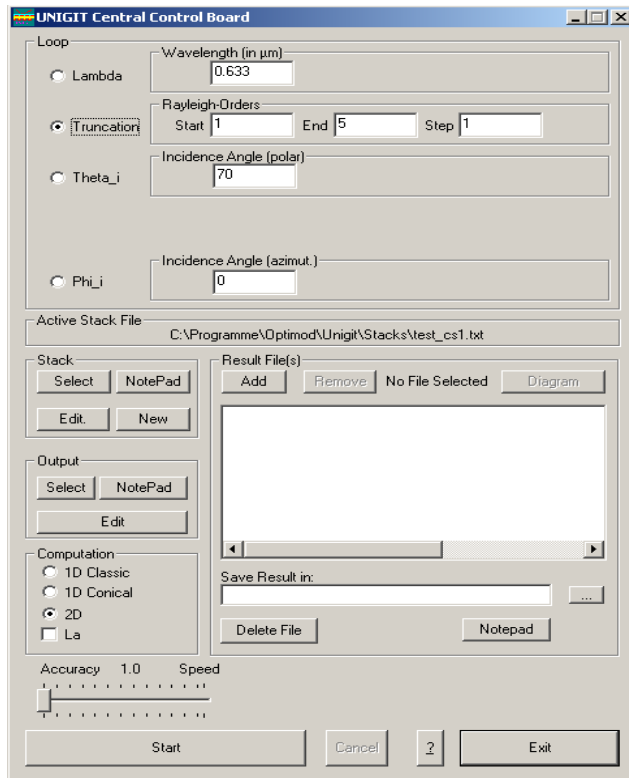 UNIGIT Central Control Board
Loop
Wavelength (in µm)
Lambda 0.633
Rayleigh-Orders
Truncation Start 1 End 5 Step 1
Incidence Angle (polar)
Theta_i 70
Incidence Angle (azimut.)
Phi_i 0
Active Stack File
C:\Programme\Optimod\Unigit\Stacks\test_cs1.txt
Stack
Select NotePad
Edit. New
Output
Select NotePad
Edit
Computation
1D Classic
1D Conical
2D
La
Result File(s)
Add Remove No File Selected Diagram
Save Result in:
...
Delete File Notepad
Accuracy 1.0 Speed
Start Cancel ? Exit